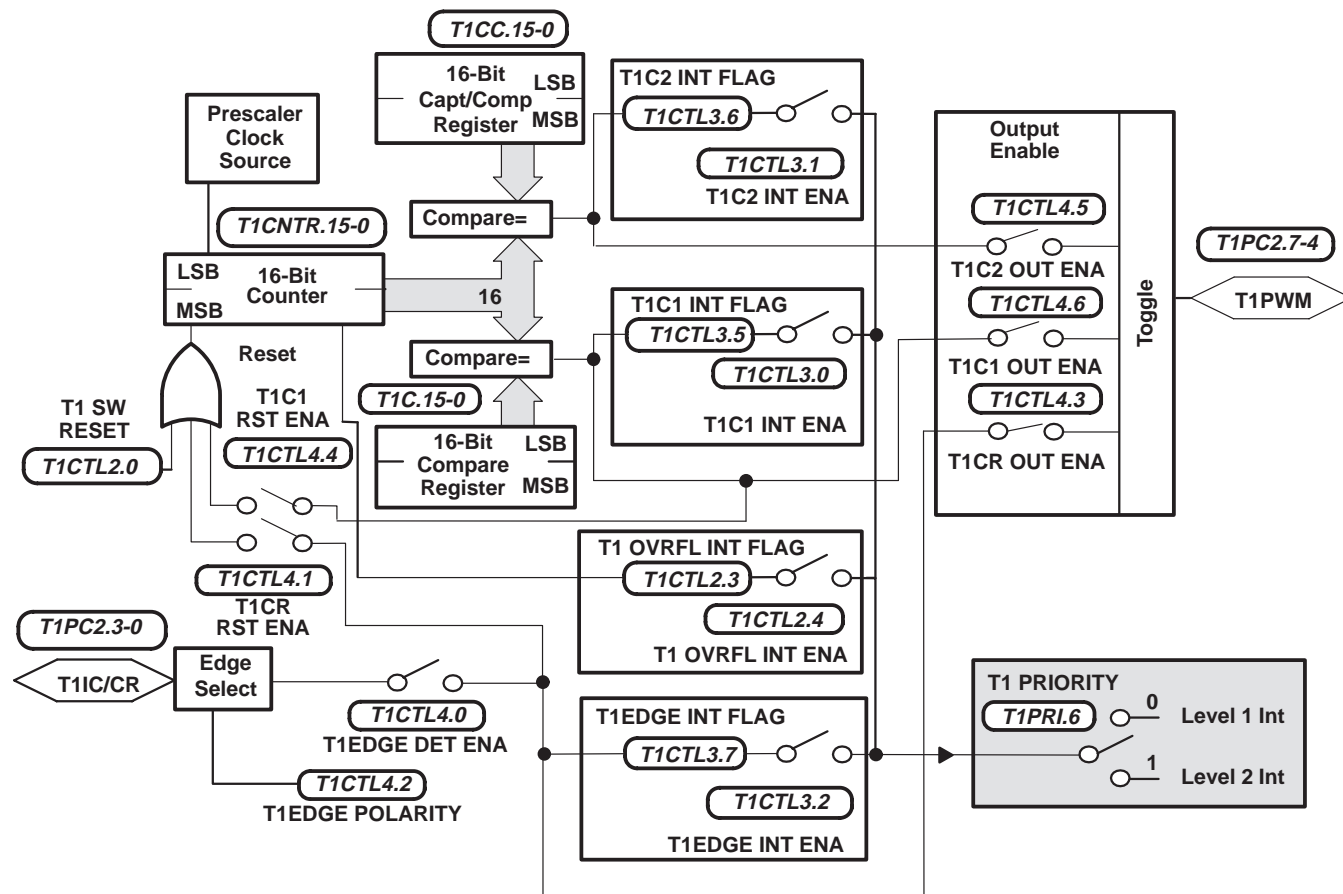 T1CC.15-0
16-Bit
Capt/Comp
Register
LSB
MSB
Prescaler
Clock
Source
T1CNTR.15-0
LSB
MSB
16-Bit
Counter
16
Compare=
Compare=
T1C.15-0
16-Bit
Compare
Register
LSB
MSB
Reset
T1 SW
RESET
T1CTL2.0
T1C1
RST ENA
T1CTL4.4
T1CTL4.1
T1CR
RST ENA
T1PC2.3-0
T1IC/CR
Edge
Select
T1CTL4.0
T1EDGE DET ENA
T1CTL4.2
T1EDGE POLARITY
T1C2 INT FLAG
T1CTL3.6
T1CTL3.1
T1C2 INT ENA
T1C1 INT FLAG
T1CTL3.5
T1CTL3.0
T1C1 INT ENA
T1 OVRFL INT FLAG
T1CTL2.3
T1CTL2.4
T1 OVRFL INT ENA
T1EDGE INT FLAG
T1CTL3.7
T1CTL3.2
T1EDGE INT ENA
Output
Enable
T1CTL4.5
T1C2 OUT ENA
T1CTL4.6
T1C1 OUT ENA
T1CTL4.3
T1CR OUT ENA
Toggle
T1PC2.7-4
T1PWM
T1 PRIORITY
T1PRI.6
0
Level 1 Int
1
Level 2 Int